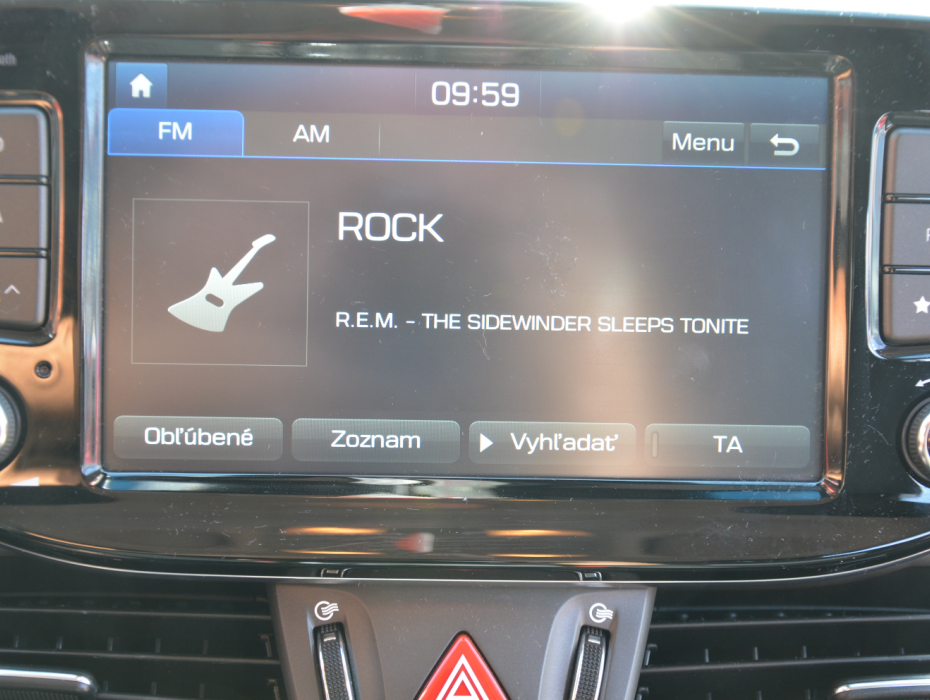 09:59
FM AM Menu
ROCK
R.E.M. - THE SIDEWINDER SLEEPS TONITE
Obľúbené Zoznam Vyhľadať TA